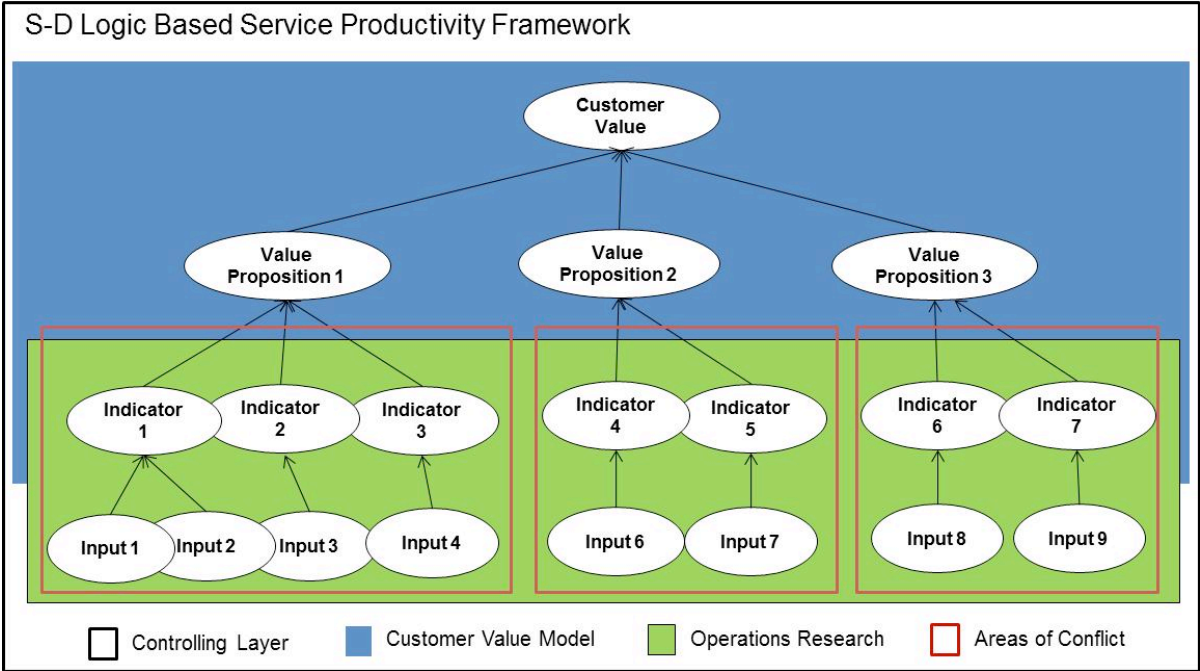 S-D Logic Based Service Productivity Framework
Customer
Value
Value
Proposition 1
Value
Proposition 2
Value
Proposition 3
Indicator
1
Indicator
2
Indicator
3
Indicator
4
Indicator
5
Indicator
6
Indicator
7
Input 1
Input 2
Input 3
Input 4
Input 6
Input 7
Input 8
Input 9
Controlling Layer
Customer Value Model
Operations Research
Areas of Conflict